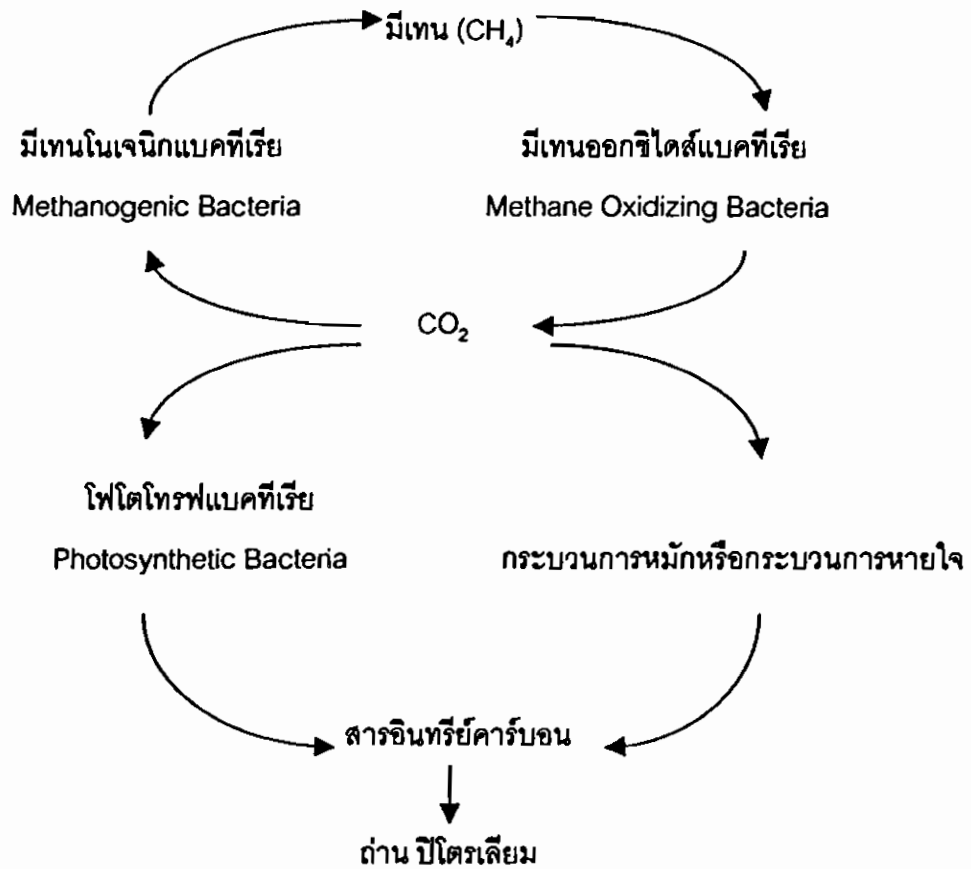 มีเทน (CH₄)
มีเทนโนเจนิกแบคทีเรีย
Methanogenic Bacteria
มีเทนออกซิไดส์แบคทีเรีย
Methane Oxidizing Bacteria
CO₂
โฟโตโทรฟแบคทีเรีย
Photosynthetic Bacteria
กระบวนการหมักหรือกระบวนการหายใจ
สารอินทรีย์คาร์บอน
ถ่าน ปิโตรเลียม